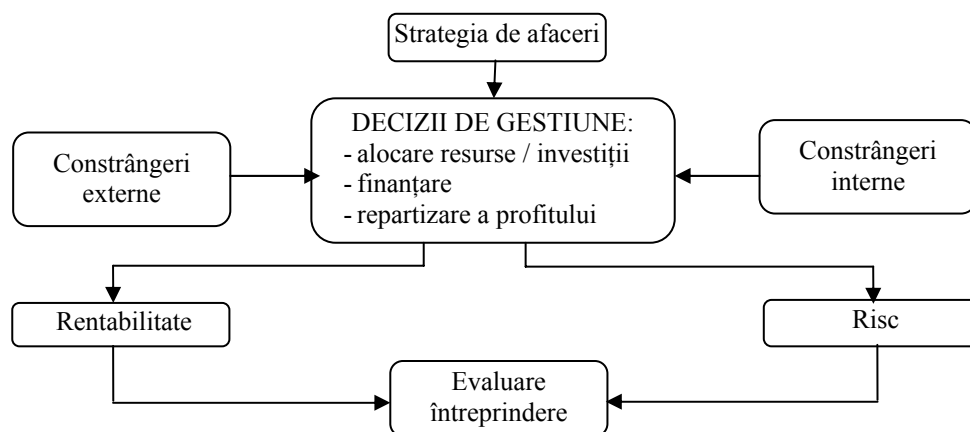 Strategia de afaceri
DECIZII DE GESTIUNE:
- alocare resurse / investiții
- finanțare
- repartizare a profitului
Constrângeri
externe
Constrângeri
interne
Rentabilitate
Risc
Evaluare
întreprindere